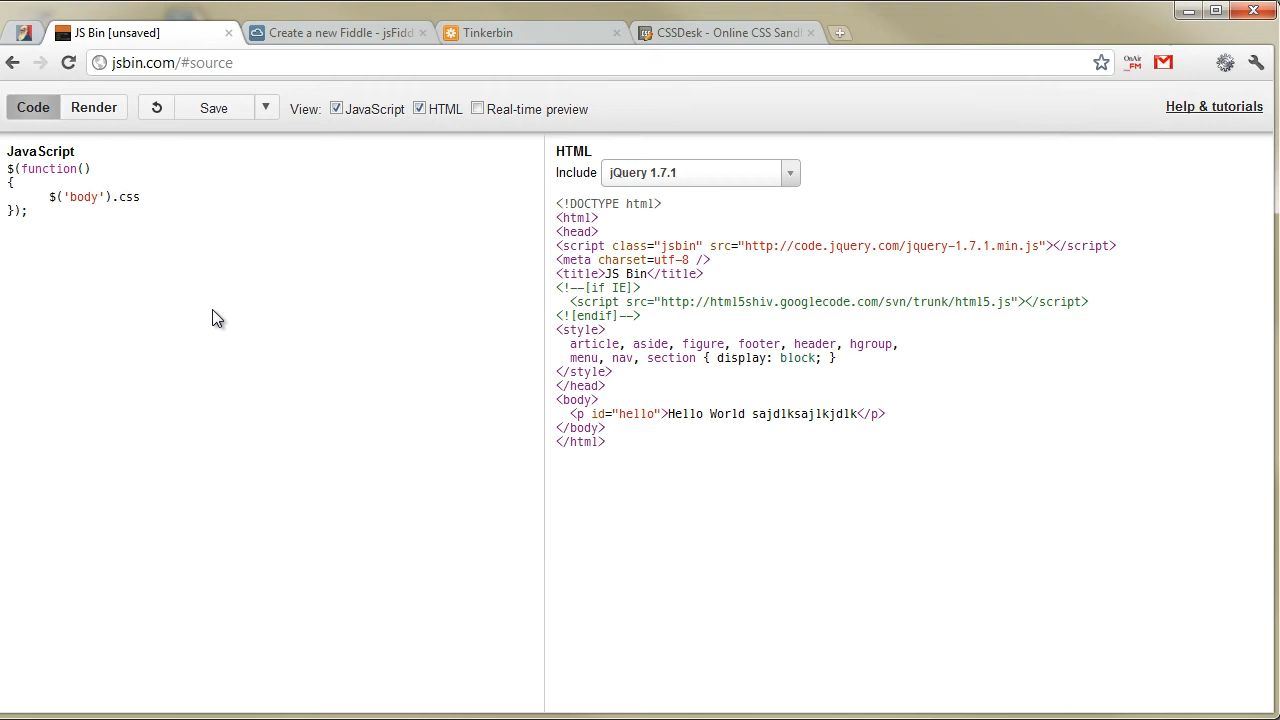 JS Bin [unsaved]
Create a new Fiddle - jsFidd
Tinkerbin
CSSDesk - Online CSS Sand
jsbin.com/#source
OnAir
_FM
Code
Render
Save
View:
JavaScript
HTML
Real-time preview
Help & tutorials
JavaScript
$(function()
{
$('body').css
});
HTML
Include
jQuery 1.7.1
<!DOCTYPE html>
<html>
<head>
<script class="jsbin" src="http://code.jquery.com/jquery-1.7.1.min.js"></script>
<meta charset=utf-8 />
<title>JS Bin</title>
<!--[if IE]>
<script src="http://html5shiv.googlecode.com/svn/trunk/html5.js"></script>
<![endif]-->
<style>
article, aside, figure, footer, header, hgroup,
menu, nav, section { display: block; }
</style>
</head>
<body>
<p id="hello">Hello World sajdlksajlkjdlk</p>
</body>
</html>